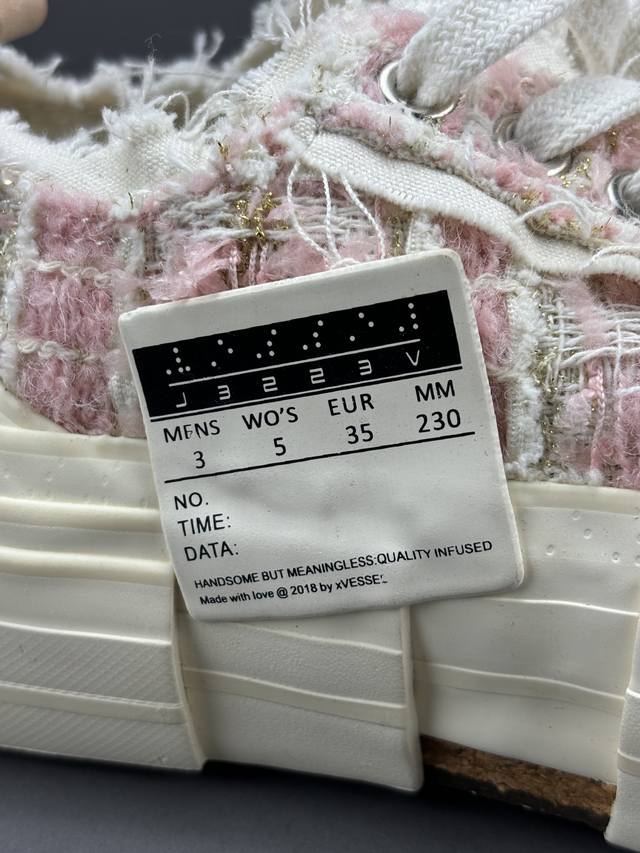 VESSEL
MENS WO'S EUR MM
3 5 35 230
NO.
TIME:
DATA:
HANDSOME BUT MEANINGLESS:QUALITY INFUSED
Made with love @ 2018 by xVESSEL